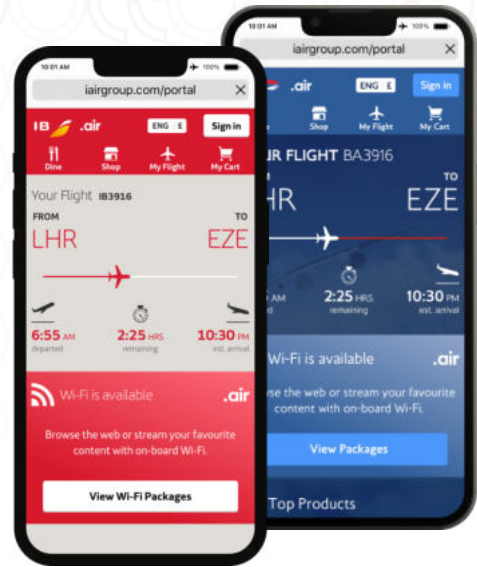 10:01 AM
100%
iairgroup.com/portal
IB
.air
ENG £
Sign in
Dine
Shop
My Flight
My Cart
Your Flight IB3916
FROM
TO
LHR
EZE
6:55 AM
2:25 HRS
10:30 PM
departed
remaining
est. arrival
Wi-Fi is available
.air
Browse the web or stream your favourite
content with on-board Wi-Fi.
View Wi-Fi Packages
10:01 AM
100%
iairgroup.com/portal
.air
ENG £
Sign in
Shop
My Flight
My Cart
UR FLIGHT BA3916
TO
HR
EZE
AM
2:25 HRS
10:30 PM
remaining
est. arrival
Wi-Fi is available
.air
se the web or stream your favourite
content with on-board Wi-Fi.
View Packages
Top Products